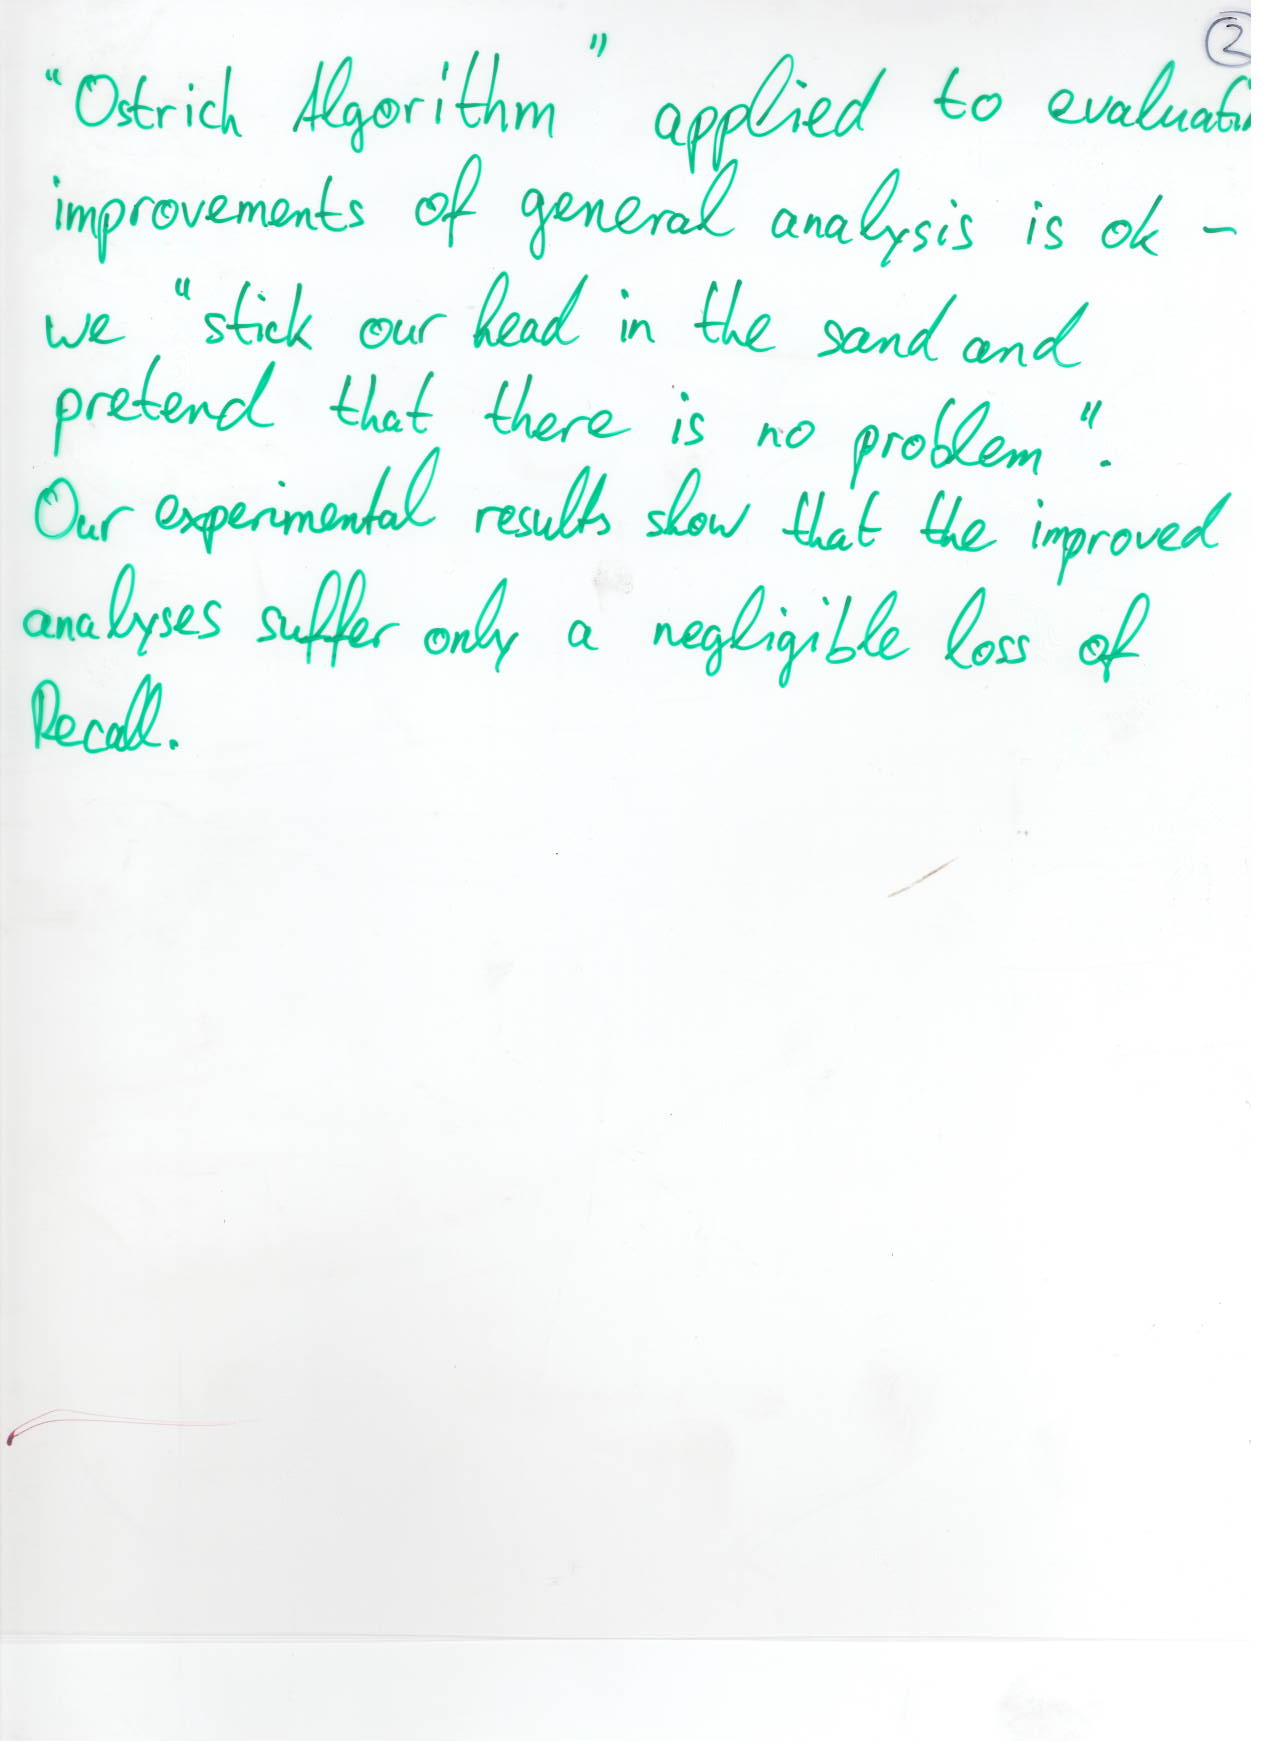 2
"Ostrich Algorithm" applied to evaluatin
improvements of general analysis is ok -
we "stick our head in the sand and
pretend that there is no problem".
Our experimental results show that the improved
analyses suffer only a negligible loss of
Recall.